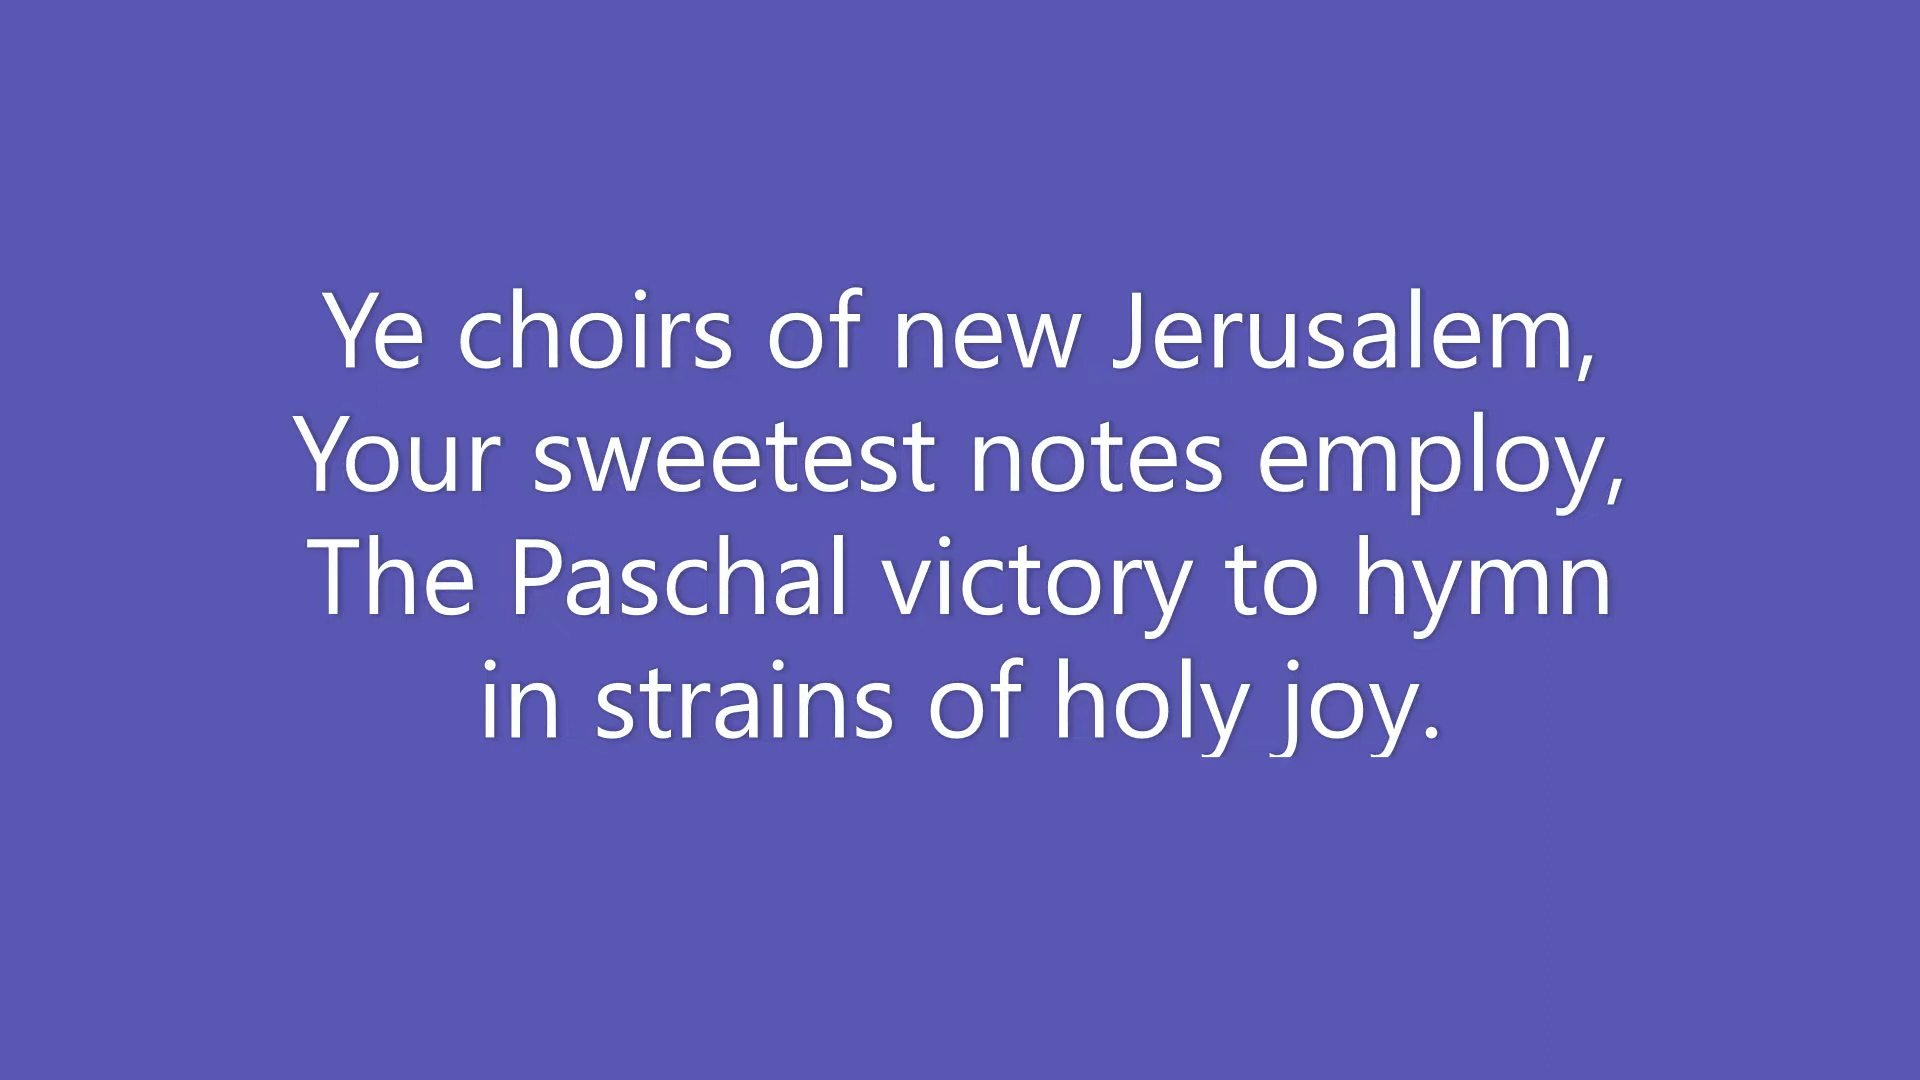 Ye choirs of new Jerusalem,
Your sweetest notes employ,
The Paschal victory to hymn
in strains of holy joy.